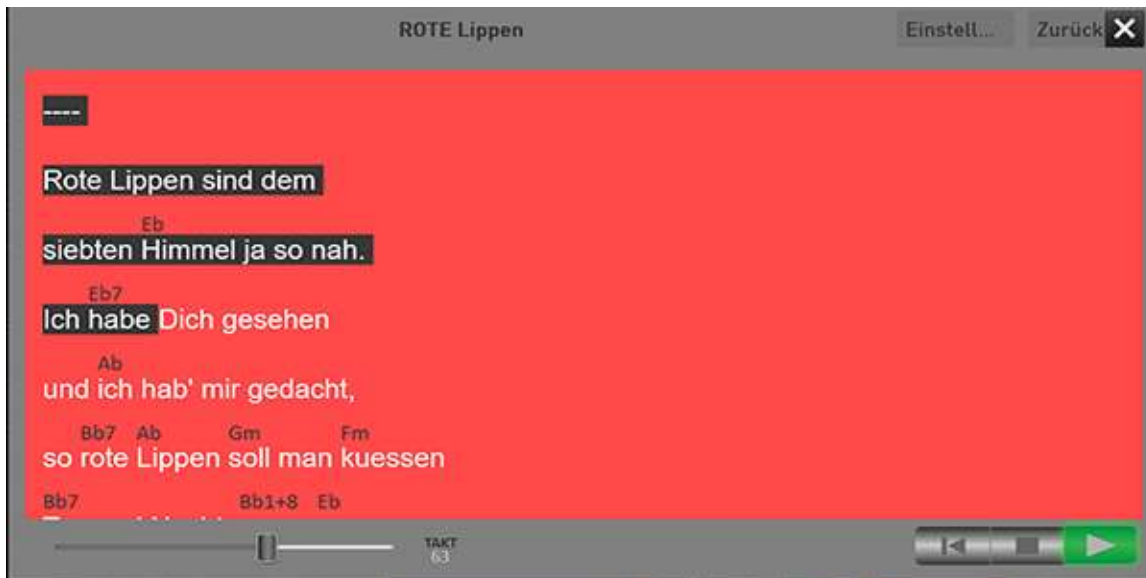 ROTE Lippen
Einstell... Zurück
----
Rote Lippen sind dem
Eb
siebten Himmel ja so nah.
Eb7
Ich habe Dich gesehen
Ab
und ich hab' mir gedacht,
Bb7 Ab Gm Fm
so rote Lippen soll man kuessen
Bb7 Bb1+8 Eb
TAKT
63